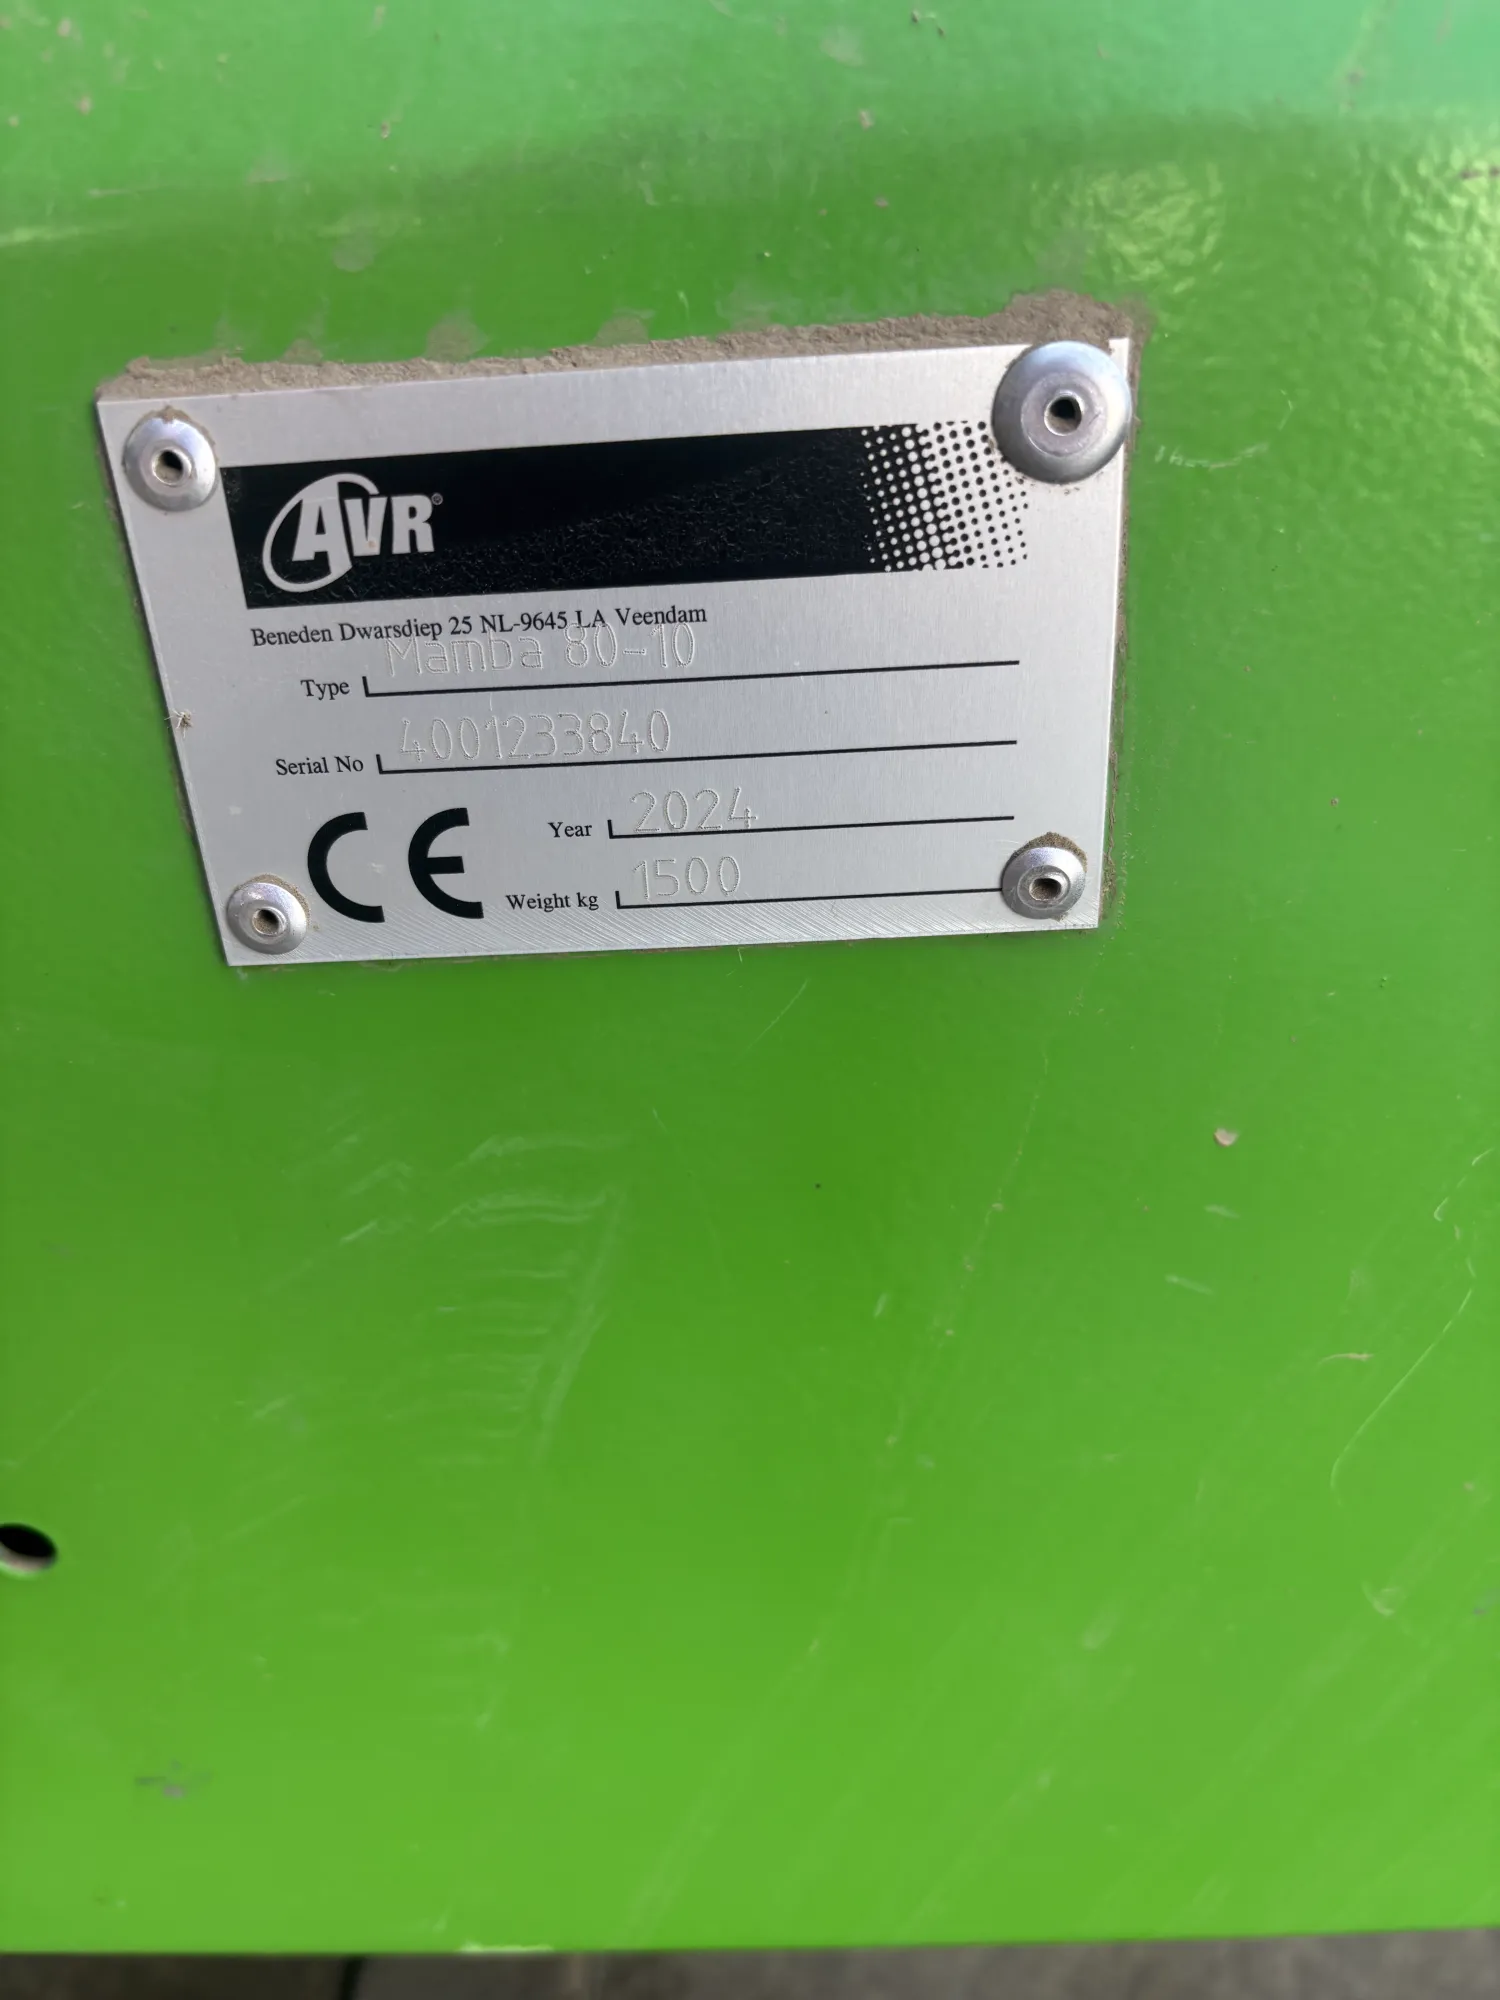 AVR®
Beneden Dwarsdiep 25 NL-9645 LA Veendam
Type Mamba 80-10
Serial No 4001233840
CE Year 2024
Weight kg 1500